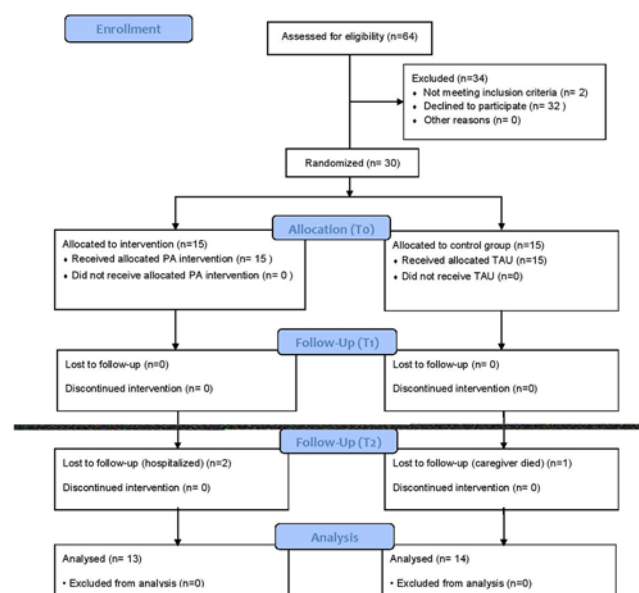 Enrollment
Assessed for eligibility (n=64)
Excluded (n=34)
♦ Not meeting inclusion criteria (n= 2)
♦ Declined to participate (n= 32 )
♦ Other reasons (n= 0)
Randomized (n= 30)
Allocation (T0)
Allocated to intervention (n=15)
♦ Received allocated PA intervention (n= 15 )
♦ Did not receive allocated PA intervention (n= 0 )
Allocated to control group (n=15)
♦ Received allocated TAU (n=15)
♦ Did not receive TAU (n=0)
Follow-Up (T1)
Lost to follow-up (n=0)
Discontinued intervention (n= 0)
Lost to follow-up (n= 0)
Discontinued intervention (n=0)
Follow-Up (T2)
Lost to follow-up (hospitalized) (n=2)
Discontinued intervention (n= 0)
Lost to follow-up (caregiver died) (n=1)
Discontinued intervention (n= 0)
Analysis
Analysed (n= 13)
• Excluded from analysis (n=0)
Analysed (n= 14)
• Excluded from analysis (n=0)